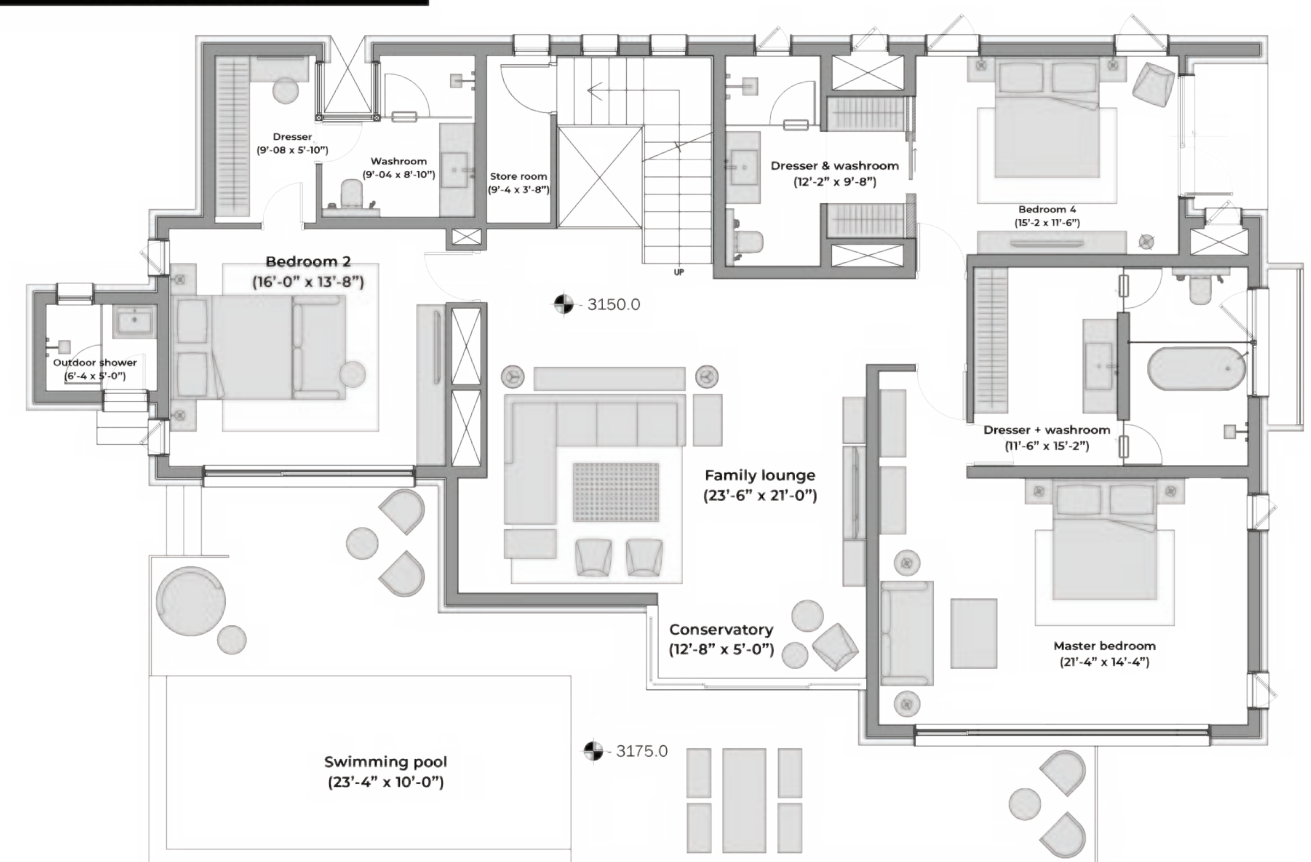 Dresser
(9'-08 x 5'-10”)
Washroom
(9'-04 x 8'-10”)
Store room
(9'-4 x 3'-8”)
UP
Dresser & washroom
(12'-2” x 9'-8”)
Bedroom 4
(15'-2 x 11'-6”)
Bedroom 2
(16'-0” x 13'-8”)
- 3150.0
Outdoor shower
(6'-4 x 5'-0”)
Dresser + washroom
(11'-6” x 15'-2”)
Family lounge
(23'-6” x 21'-0”)
Conservatory
(12'-8” x 5'-0”)
Master bedroom
(21'-4” x 14'-4”)
Swimming pool
(23'-4” x 10'-0”)
- 3175.0